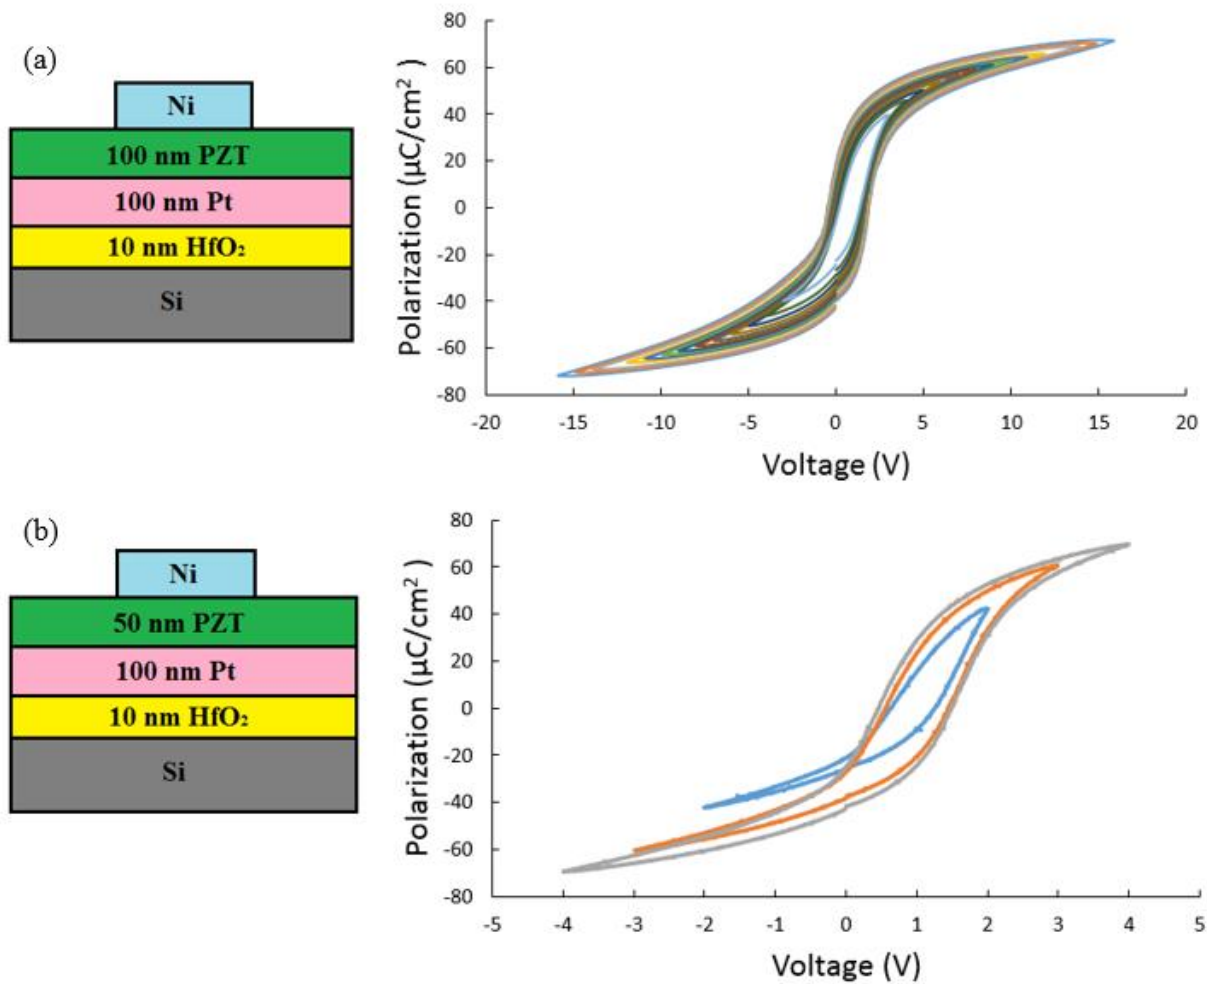 (a)
Ni
100 nm PZT
100 nm Pt
10 nm HfO₂
Si
Polarization (μC/cm²)
80
60
40
20
0
-20
-40
-60
-80
-20 -15 -10 -5 0 5 10 15 20
Voltage (V)
(b)
Ni
50 nm PZT
100 nm Pt
10 nm HfO₂
Si
Polarization (μC/cm²)
80
60
40
20
0
-20
-40
-60
-80
-5 -4 -3 -2 -1 0 1 2 3 4 5
Voltage (V)